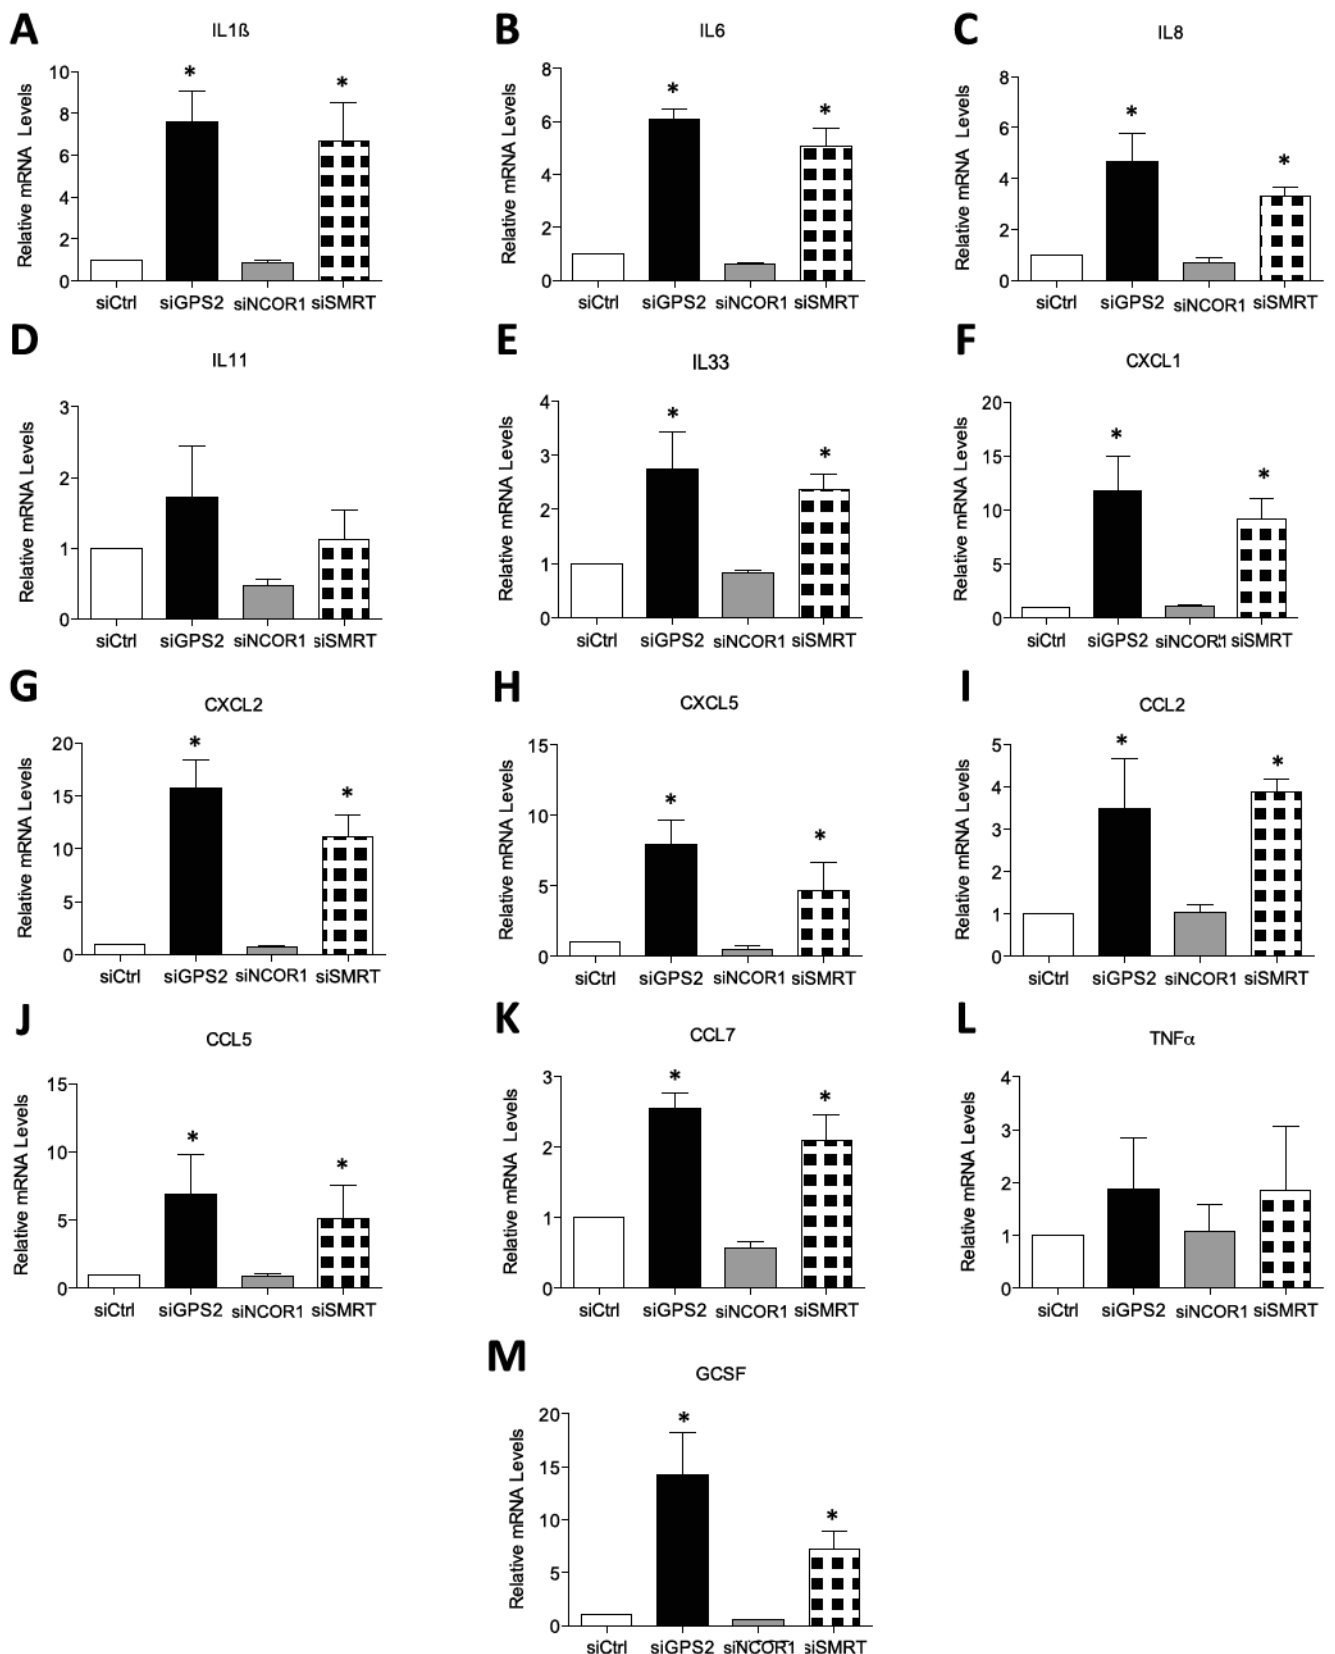 A
IL1ß
Relative mRNA Levels
10
8
6
4
2
0
*
*
siCtrl siGPS2 siNCOR1 siSMRT
B
IL6
Relative mRNA Levels
8
6
4
2
0
*
*
siCtrl siGPS2 siNCOR1 siSMRT
C
IL8
Relative mRNA Levels
8
6
4
2
0
*
*
siCtrl siGPS2 siNCOR1 siSMRT
D
IL11
Relative mRNA Levels
3
2
1
0
siCtrl siGPS2 siNCOR1 siSMRT
E
IL33
Relative mRNA Levels
4
3
2
1
0
*
*
siCtrl siGPS2 siNCOR1 siSMRT
F
CXCL1
Relative mRNA Levels
20
15
10
5
0
*
*
siCtrl siGPS2 siNCOR1 siSMRT
G
CXCL2
Relative mRNA Levels
20
15
10
5
0
*
*
siCtrl siGPS2 siNCOR1 siSMRT
H
CXCL5
Relative mRNA Levels
15
10
5
0
*
*
siCtrl siGPS2 siNCOR1 siSMRT
I
CCL2
Relative mRNA Levels
5
4
3
2
1
0
*
*
siCtrl siGPS2 siNCOR1 siSMRT
J
CCL5
Relative mRNA Levels
15
10
5
0
*
*
siCtrl siGPS2 siNCOR1 siSMRT
K
CCL7
Relative mRNA Levels
3
2
1
0
*
*
siCtrl siGPS2 siNCOR1 siSMRT
L
TNFα
Relative mRNA Levels
4
3
2
1
0
siCtrl siGPS2 siNCOR1 siSMRT
M
GCSF
Relative mRNA Levels
20
15
10
5
0
*
*
siCtrl siGPS2 siNCOR1 siSMRT